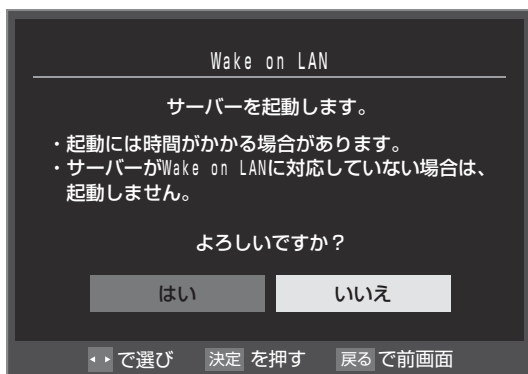 Wake on LAN
サーバーを起動します。
・起動には時間がかかる場合があります。
・サーバーがWake on LANに対応していない場合は、
起動しません。
よろしいですか？
はい　いいえ
で選び　決定 を押す　戻る で前画面